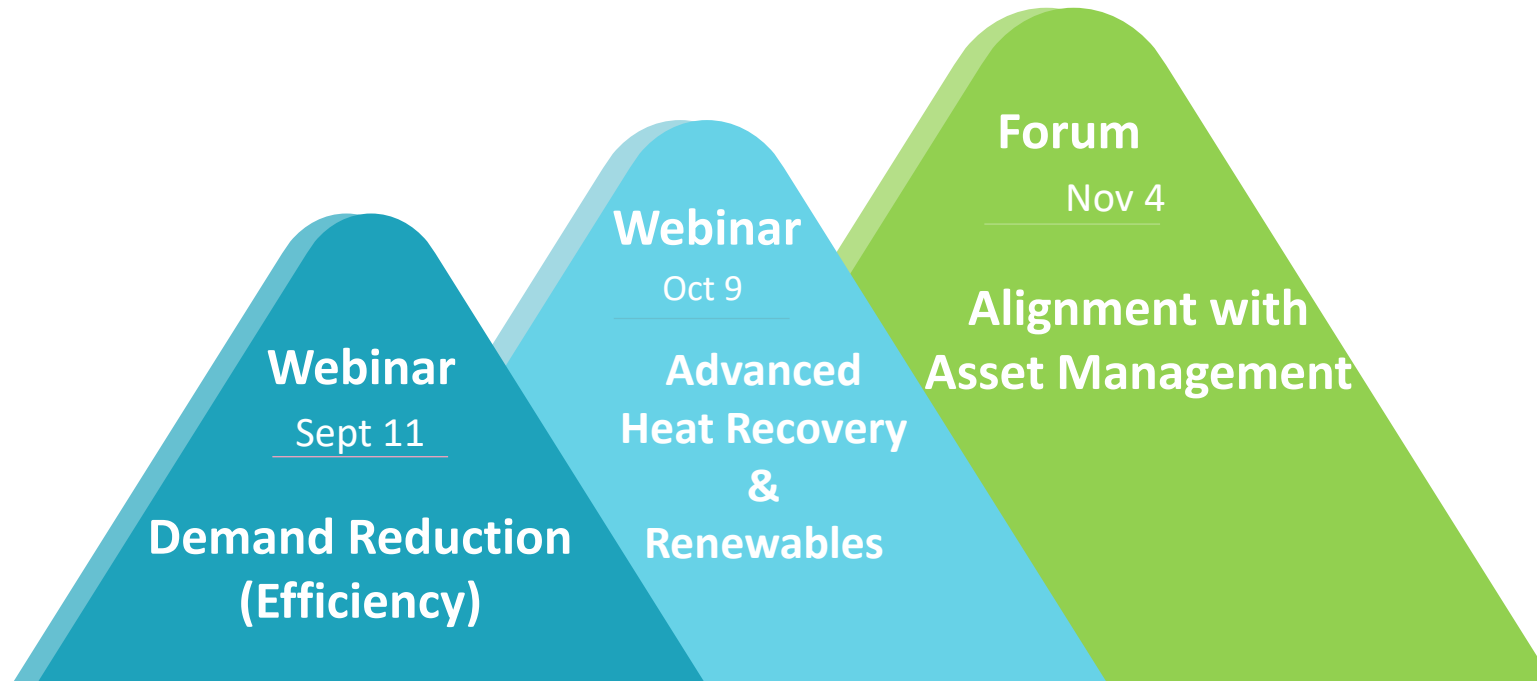 Webinar
Sept 11
Demand Reduction
(Efficiency)
Webinar
Oct 9
Advanced
Heat Recovery
&
Renewables
Forum
Nov 4
Alignment with
Asset Management